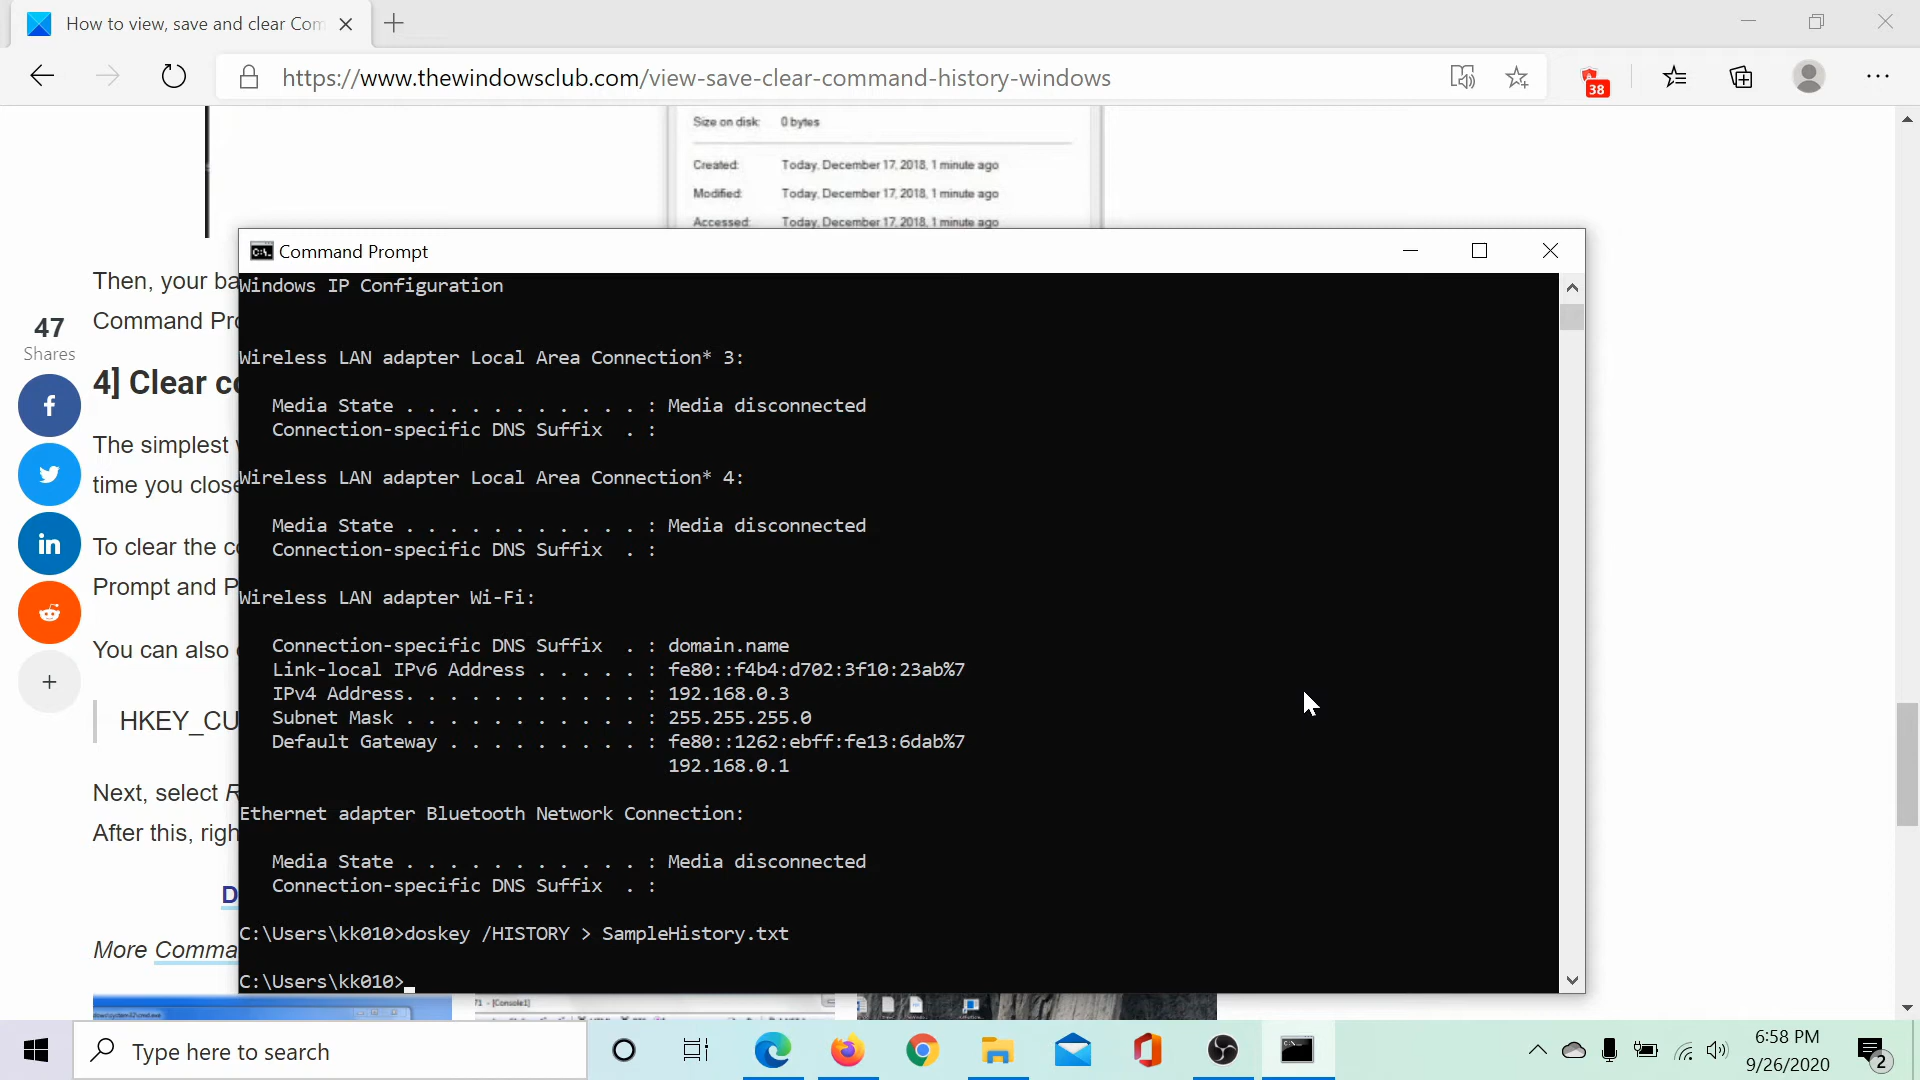 How to view, save and clear Com
https://www.thewindowsclub.com/view-save-clear-command-history-windows
38
Size on disk: 0 bytes
Created: Today, December 17, 2018, 1 minute ago
Modified: Today, December 17, 2018, 1 minute ago
Accessed: Today, December 17, 2018, 1 minute ago
Then, your ba
Command Pro
47
Shares
4] Clear co
The simplest w
time you close
To clear the co
Prompt and P
You can also
HKEY_CU
Next, select R
After this, righ
D
More Comma
Command Prompt
Windows IP Configuration
Wireless LAN adapter Local Area Connection* 3:
Media State . . . . . . . . . . . : Media disconnected
Connection-specific DNS Suffix  . :
Wireless LAN adapter Local Area Connection* 4:
Media State . . . . . . . . . . . : Media disconnected
Connection-specific DNS Suffix  . :
Wireless LAN adapter Wi-Fi:
Connection-specific DNS Suffix  . : domain.name
Link-local IPv6 Address . . . . . : fe80::f4b4:d702:3f10:23ab%7
IPv4 Address. . . . . . . . . . . : 192.168.0.3
Subnet Mask . . . . . . . . . . . : 255.255.255.0
Default Gateway . . . . . . . . . : fe80::1262:ebff:fe13:6dab%7
192.168.0.1
Ethernet adapter Bluetooth Network Connection:
Media State . . . . . . . . . . . : Media disconnected
Connection-specific DNS Suffix  . :
C:\Users\kk010>doskey /HISTORY > SampleHistory.txt
C:\Users\kk010>
Type here to search
6:58 PM
9/26/2020
2